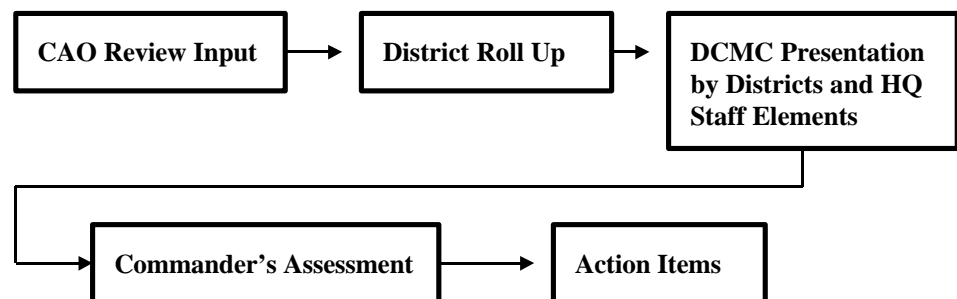 CAO Review Input
District Roll Up
DCMC Presentation
by Districts and HQ
Staff Elements
Commander’s Assessment
Action Items